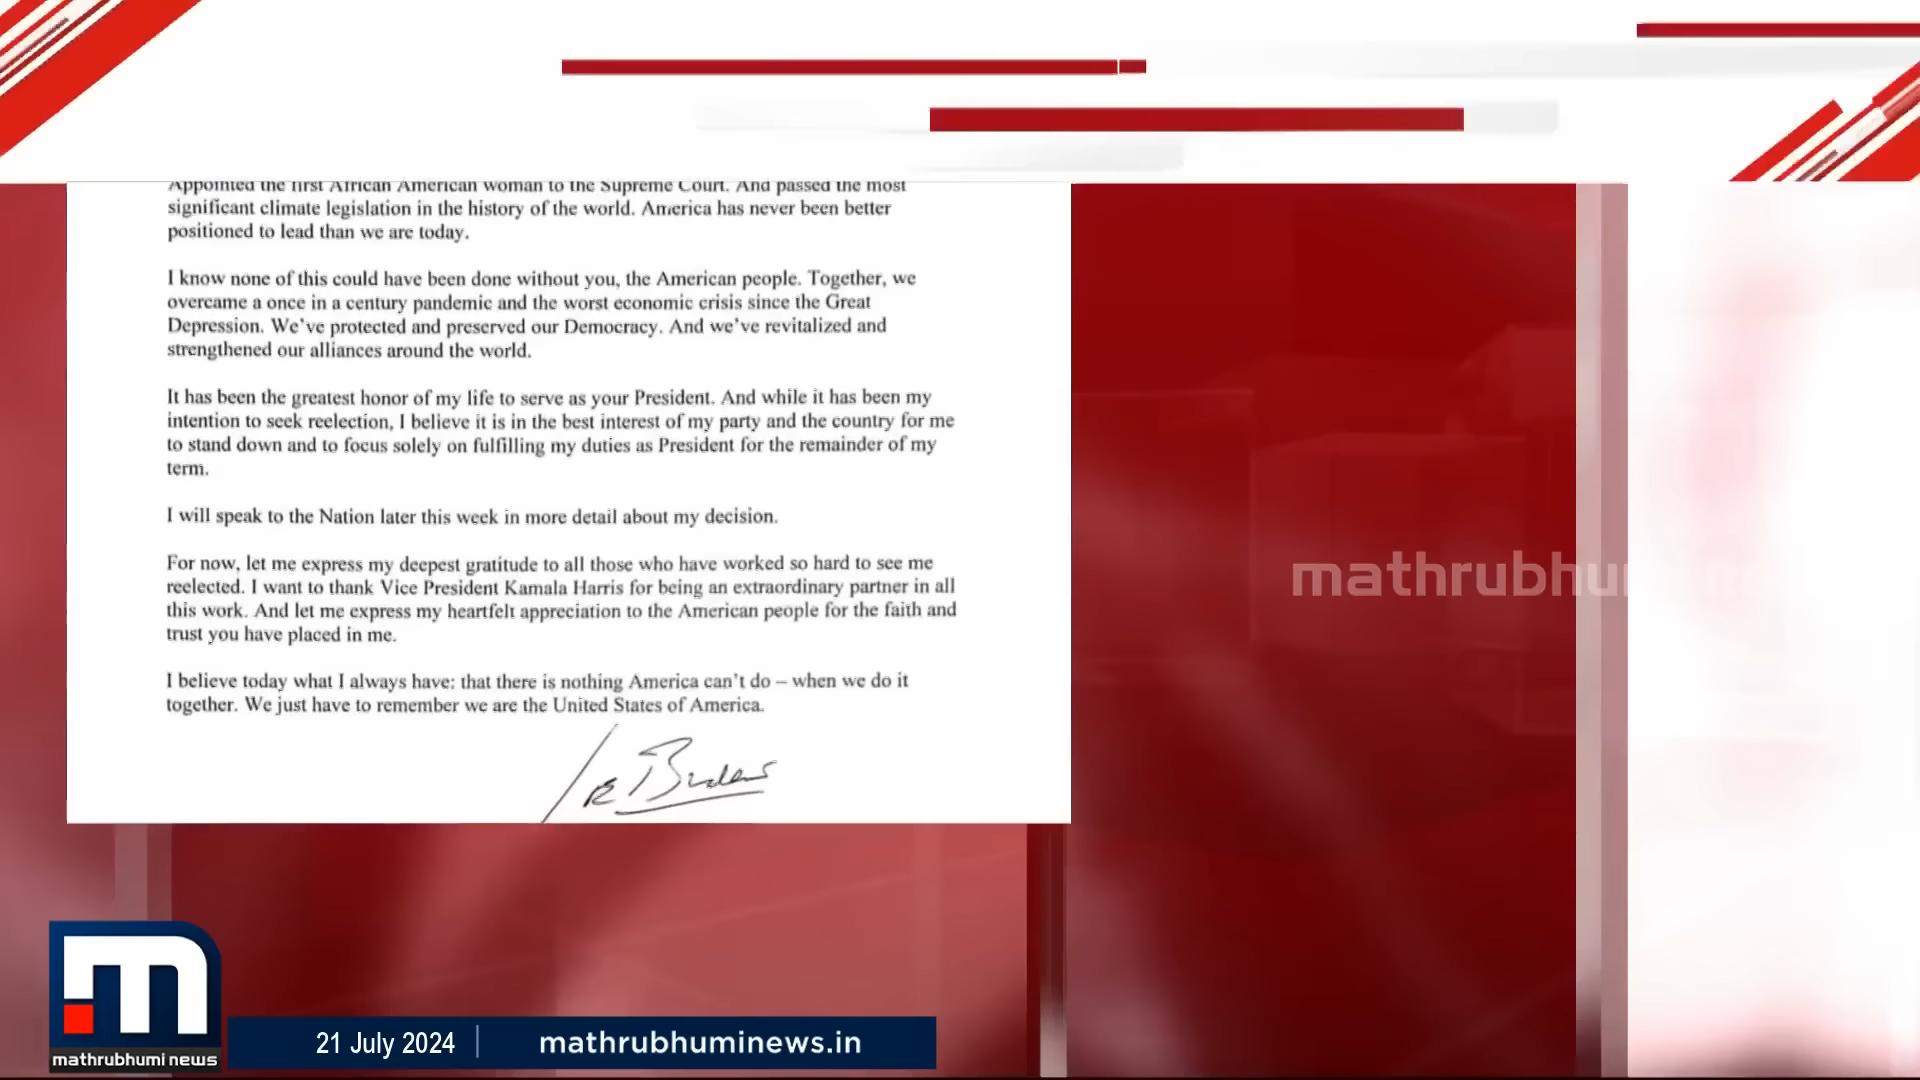 Appointed the first African American woman to the Supreme Court. And passed the most
significant climate legislation in the history of the world. America has never been better
positioned to lead than we are today.
I know none of this could have been done without you, the American people. Together, we
overcame a once in a century pandemic and the worst economic crisis since the Great
Depression. We've protected and preserved our Democracy. And we've revitalized and
strengthened our alliances around the world.
It has been the greatest honor of my life to serve as your President. And while it has been my
intention to seek reelection, I believe it is in the best interest of my party and the country for me
to stand down and to focus solely on fulfilling my duties as President for the remainder of my
term.
I will speak to the Nation later this week in more detail about my decision.
For now, let me express my deepest gratitude to all those who have worked so hard to see me
reelected. I want to thank Vice President Kamala Harris for being an extraordinary partner in all
this work. And let me express my heartfelt appreciation to the American people for the faith and
trust you have placed in me.
I believe today what I always have: that there is nothing America can't do – when we do it
together. We just have to remember we are the United States of America.
Joe Biden
mathrubhumi
mathrubhumi news
21 July 2024
mathrubhuminews.in